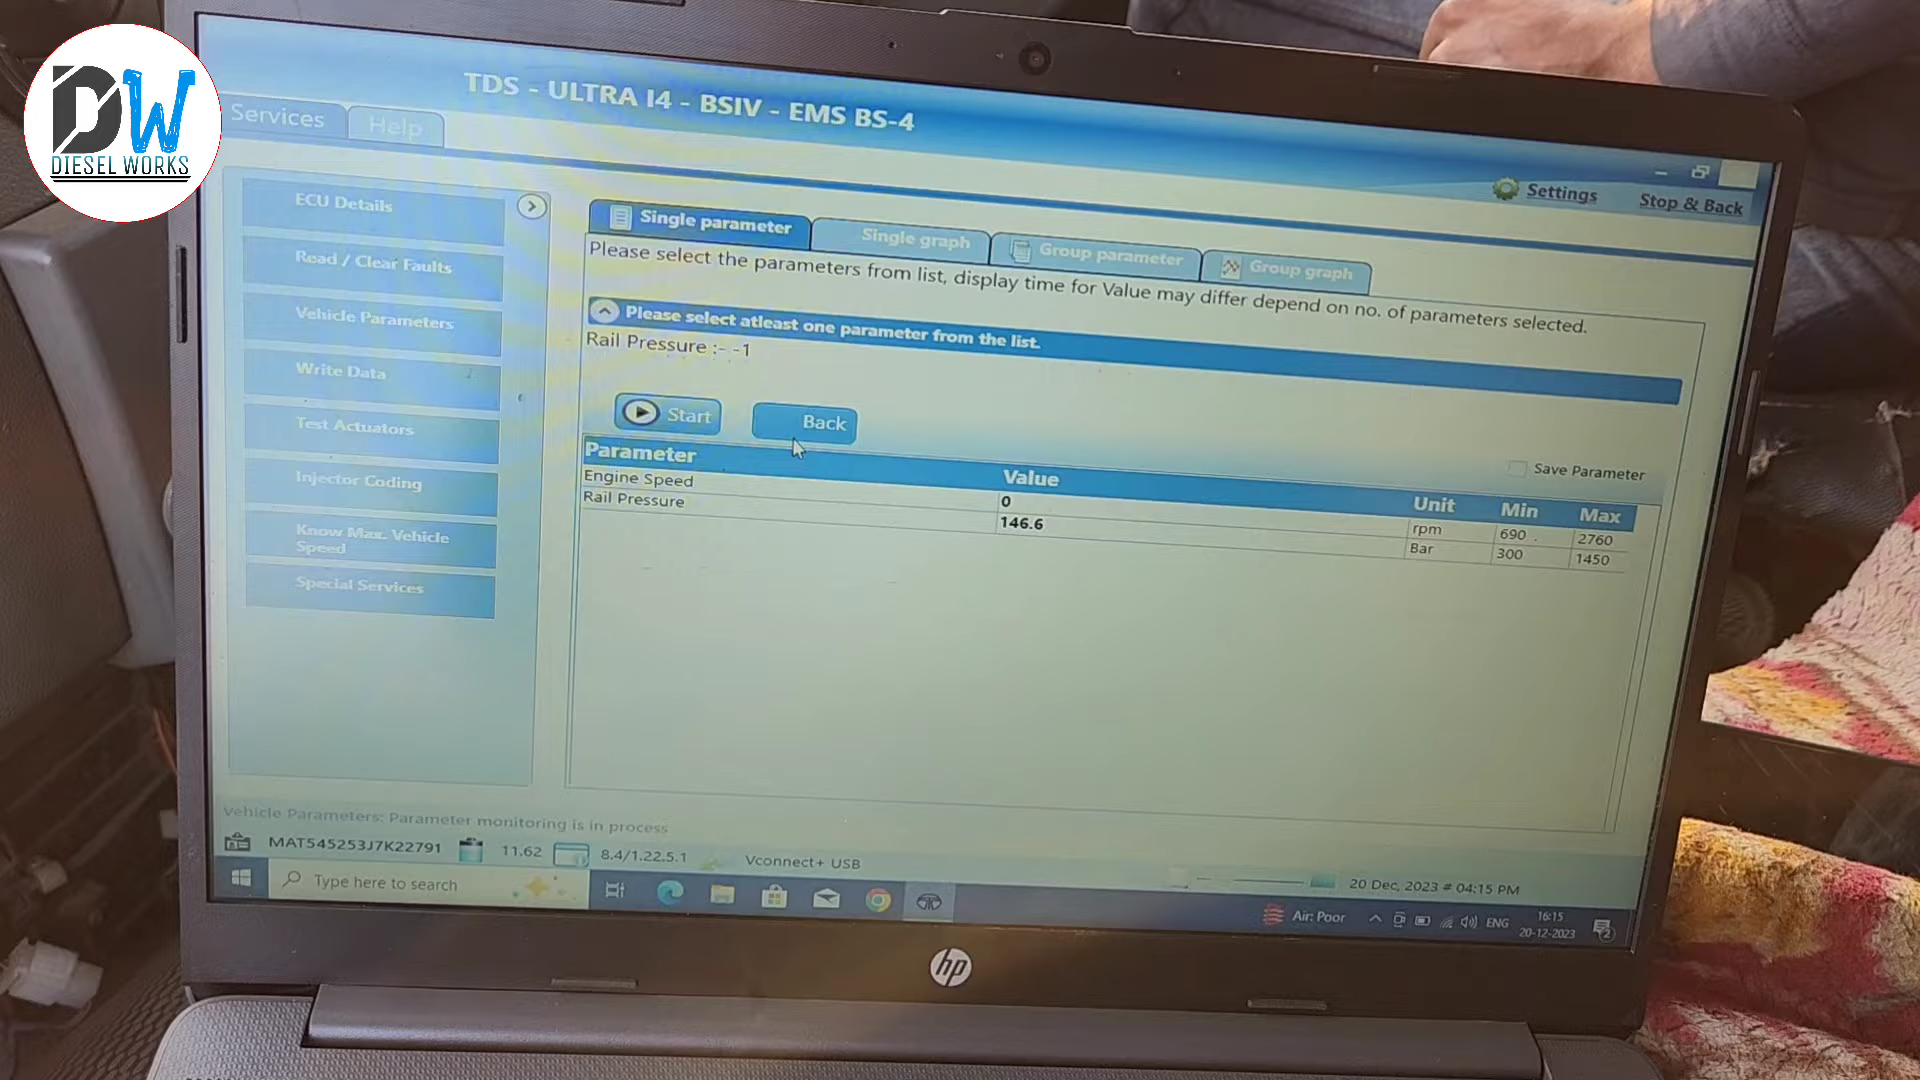 DW
DIESEL WORKS
TDS - ULTRA I4 - BSIV - EMS BS-4
Services
Help
Settings
Stop & Back
ECU Details
Read / Clear Faults
Vehicle Parameters
Write Data
Test Actuators
Injector Coding
Know Max. Vehicle
Speed
Special Services
Single parameter
Single graph
Group parameter
Group graph
Please select the parameters from list, display time for Value may differ depend on no. of parameters selected.
Please select atleast one parameter from the list.
Rail Pressure :- -1
Start
Back
Save Parameter
Parameter Value Unit Min Max
Engine Speed 0 rpm 690 2760
Rail Pressure 146.6 Bar 300 1450
Vehicle Parameters: Parameter monitoring is in process
MAT545253J7K22791 11.62 8.4/1.22.5.1 Vconnect+ USB 20 Dec, 2023 # 04:15 PM
Type here to search
Air: Poor
ENG
16:15
20-12-2023
2
hp